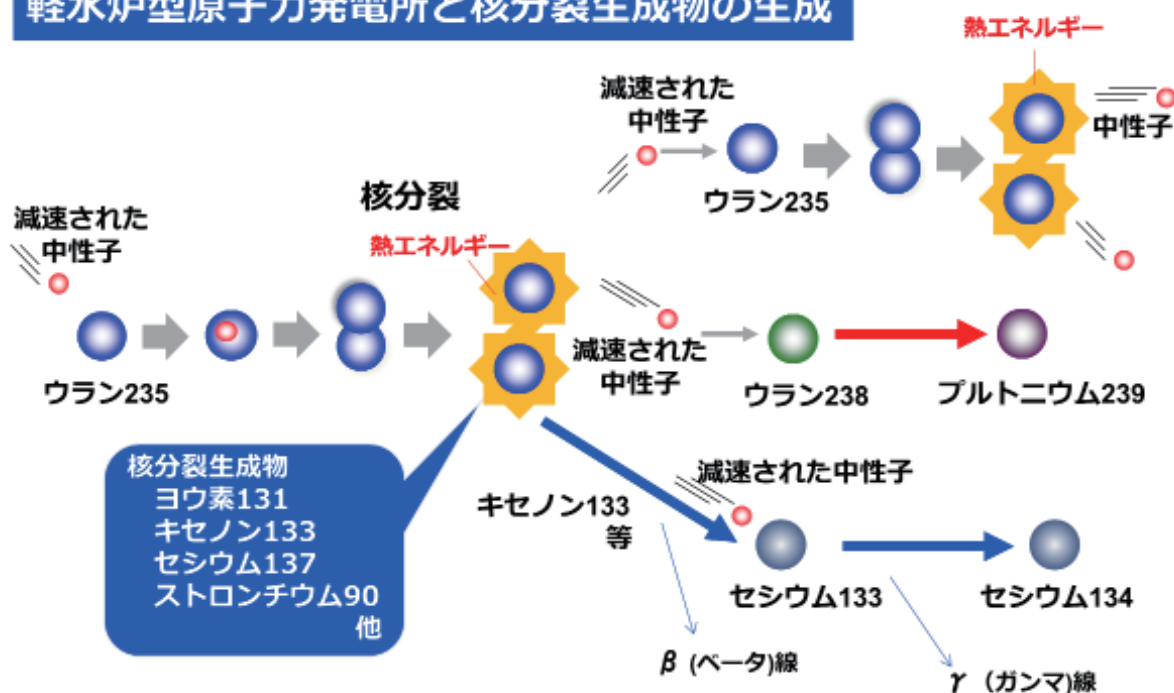 軽水炉型原子力発電所と核分裂生成物の生成
熱エネルギー
減速された
中性子
中性子
ウラン235
核分裂
減速された
中性子
熱エネルギー
ウラン235
減速された
中性子
ウラン238
プルトニウム239
核分裂生成物
ヨウ素131
キセノン133
セシウム137
ストロンチウム90
他
キセノン133
等
減速された中性子
セシウム133
セシウム134
β (ベータ)線
γ (ガンマ)線